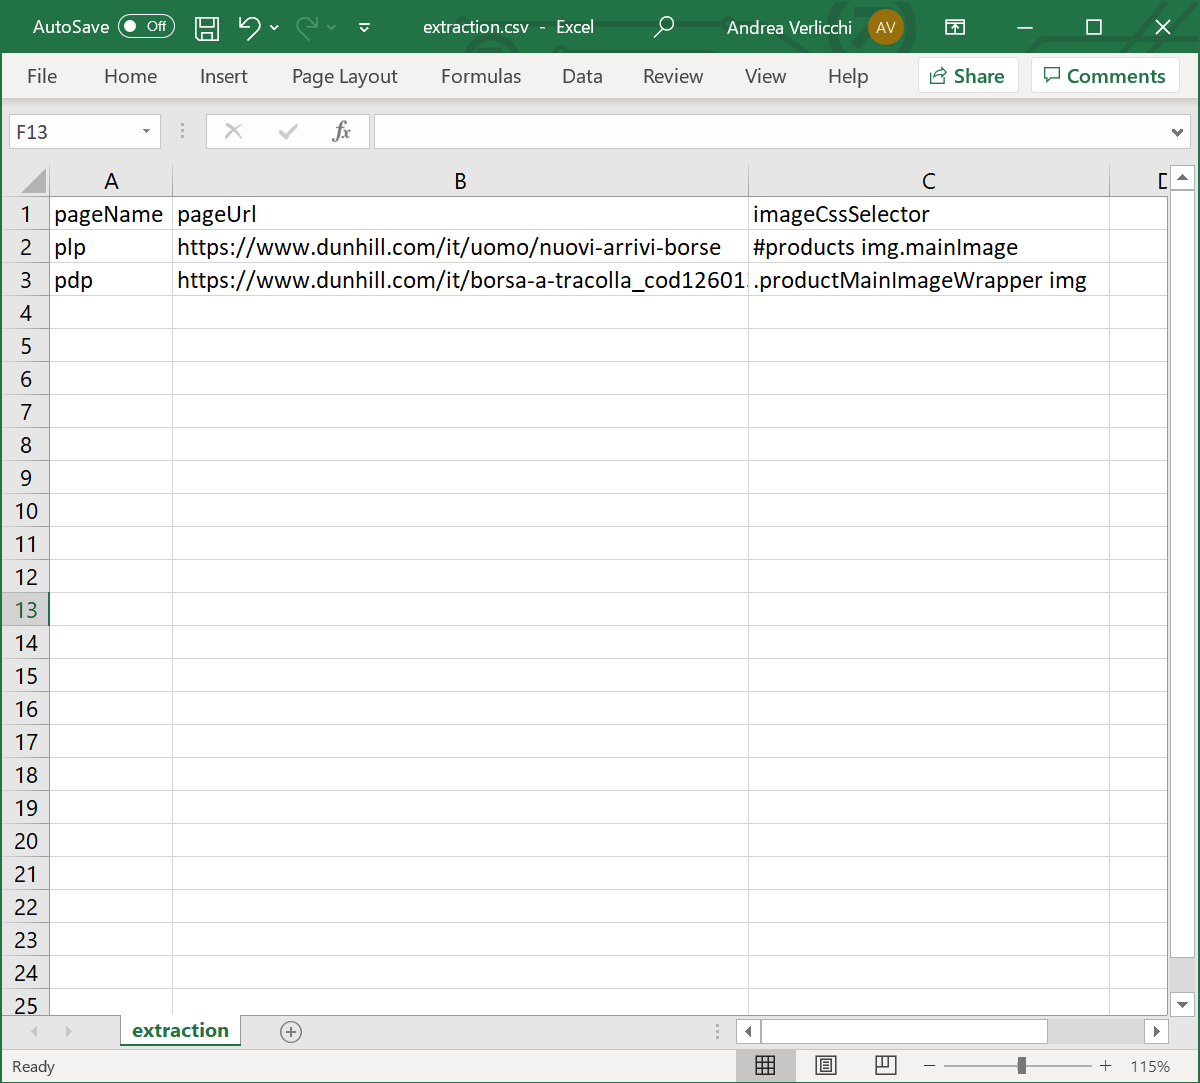 AutoSave Off extraction.csv - Excel Andrea Verlicchi AV
File Home Insert Page Layout Formulas Data Review View Help Share Comments
F13 fx
A B C D
1 pageName pageUrl imageCssSelector
2 plp https://www.dunhill.com/it/uomo/nuovi-arrivi-borse #products img.mainImage
3 pdp https://www.dunhill.com/it/borsa-a-tracolla_cod12601 .productMainImageWrapper img
4
5
6
7
8
9
10
11
12
13
14
15
16
17
18
19
20
21
22
23
24
25
extraction
Ready 115%